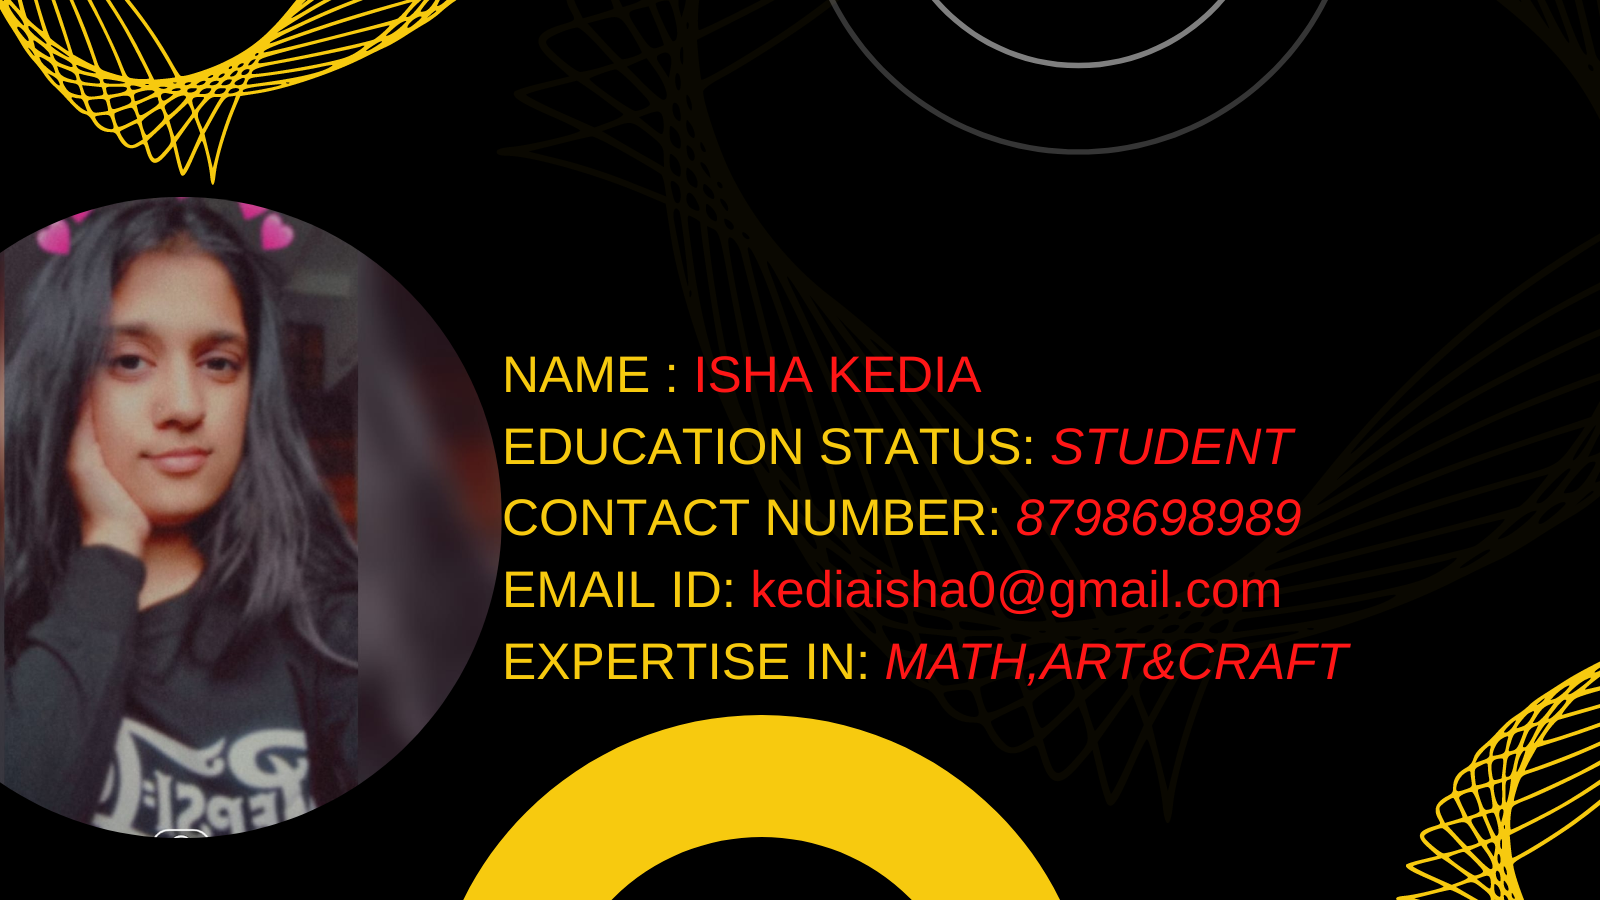 NAME : ISHA KEDIA
EDUCATION STATUS: STUDENT
CONTACT NUMBER: 8798698989
EMAIL ID: kediaisha0@gmail.com
EXPERTISE IN: MATH,ART&CRAFT